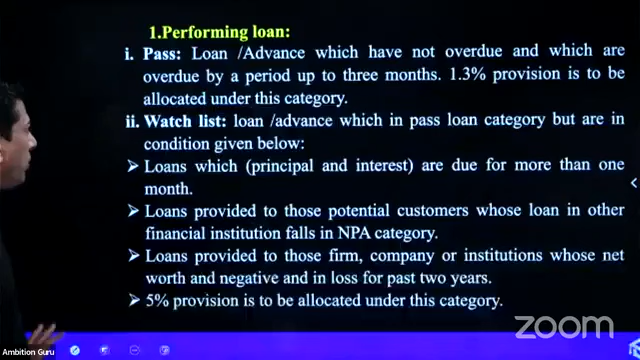 1.Performing loan:
i. Pass: Loan /Advance which have not overdue and which are
overdue by a period up to three months. 1.3% provision is to be
allocated under this category.
ii. Watch list: loan /advance which in pass loan category but are in
condition given below:
➢ Loans which (principal and interest) are due for more than one
month.
➢ Loans provided to those potential customers whose loan in other
financial institution falls in NPA category.
➢ Loans provided to those firm, company or institutions whose net
worth and negative and in loss for past two years.
➢ 5% provision is to be allocated under this category.
zoom
Ambition Guru